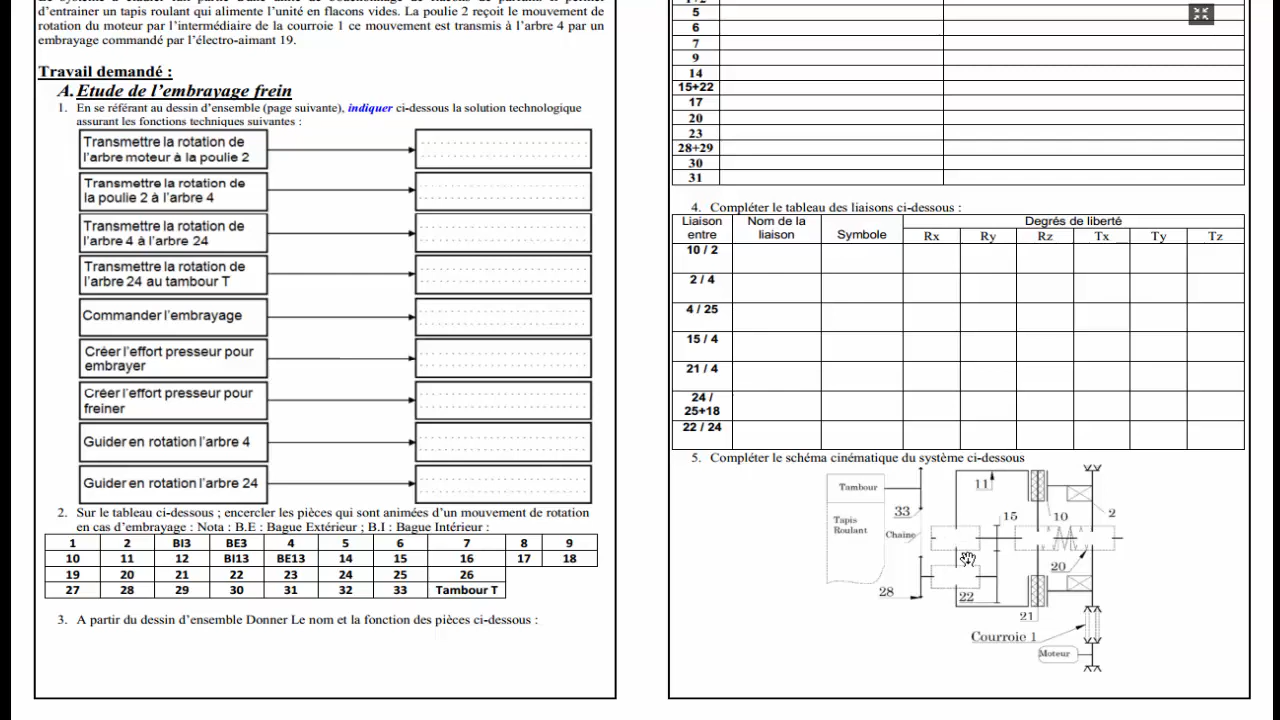 d'entrainer un tapis roulant qui alimente l'unité en flacons vides. La poulie 2 reçoit le mouvement de
rotation du moteur par l'intermédiaire de la courroie 1 ce mouvement est transmis à l'arbre 4 par un
embrayage commandé par l'électro-aimant 19.
Travail demandé :
A. Etude de l'embrayage frein
1. En se référant au dessin d'ensemble (page suivante), indiquer ci-dessous la solution technologique
assurant les fonctions techniques suivantes :
Transmettre la rotation de
l'arbre moteur à la poulie 2
Transmettre la rotation de
la poulie 2 à l'arbre 4
Transmettre la rotation de
l'arbre 4 à l'arbre 24
Transmettre la rotation de
l'arbre 24 au tambour T
Commander l'embrayage
Créer l'effort presseur pour
embrayer
Créer l'effort presseur pour
freiner
Guider en rotation l'arbre 4
Guider en rotation l'arbre 24
2. Sur le tableau ci-dessous ; encercler les pièces qui sont animées d'un mouvement de rotation
en cas d'embrayage : Nota : B.E : Bague Extérieur ; B.I : Bague Intérieur :
1 2 BI3 BE3 4 5 6 7 8 9
10 11 12 BI13 BE13 14 15 16 17 18
19 20 21 22 23 24 25 26
27 28 29 30 31 32 33 Tambour T
3. A partir du dessin d'ensemble Donner Le nom et la fonction des pièces ci-dessous :
5
6
7
9
14
15+22
17
20
23
28+29
30
31
4. Compléter le tableau des liaisons ci-dessous :
Liaison entre Nom de la liaison Symbole Degrés de liberté
Rx Ry Rz Tx Ty Tz
10 / 2
2 / 4
4 / 25
15 / 4
21 / 4
24 /
25+18
22 / 24
5. Compléter le schéma cinématique du système ci-dessous
Tambour
11
33
15
10
2
Tapis
Roulant
Chaine
20
28
22
21
Courroie 1
Moteur